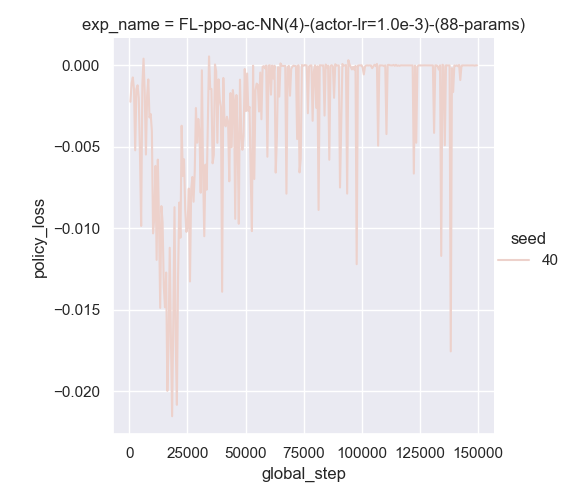 exp_name = FL-ppo-ac-NN(4)-(actor-lr=1.0e-3)-(88-params)
0.000
−0.005
−0.010
−0.015
−0.020
policy_loss
0 25000 50000 75000 100000 125000 150000
global_step
seed
40